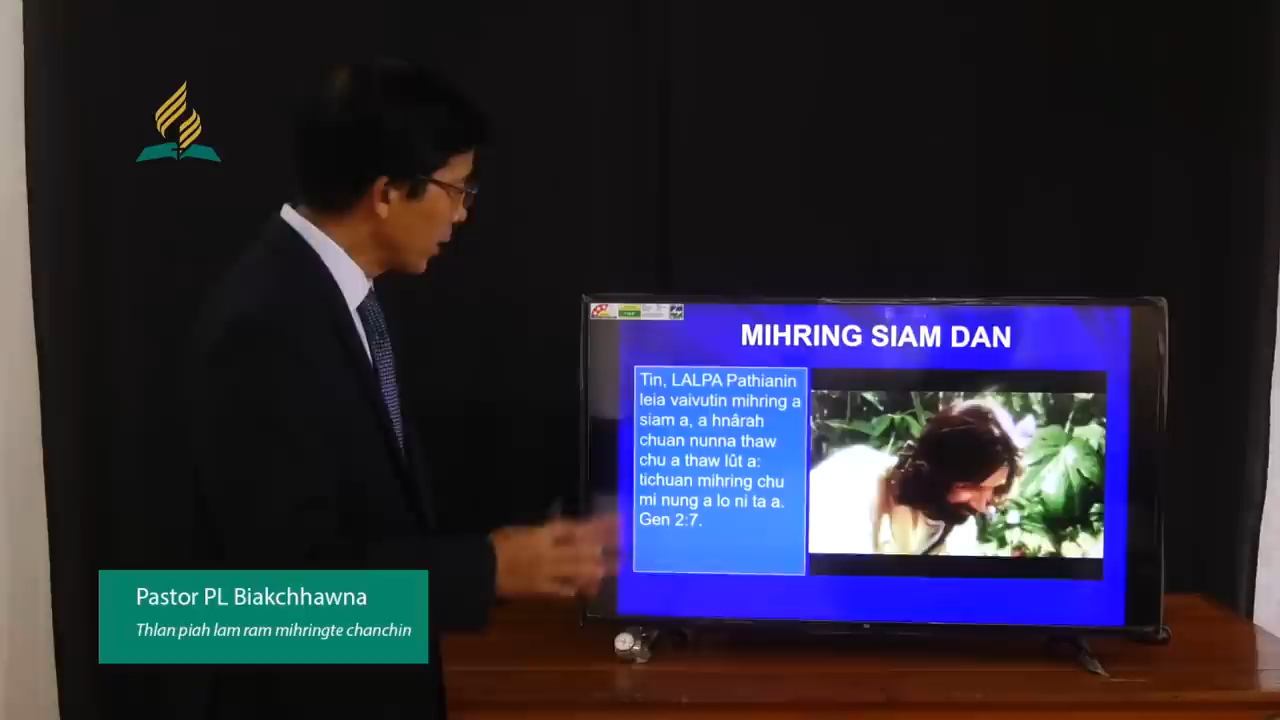 MIHRING SIAM DAN
Tin, LALPA Pathianin
leia vaivutin mihring a
siam a, a hnârah
chuan nunna thaw
chu a thaw lût a:
tichuan mihring chu
mi nung a lo ni ta a.
Gen 2:7.
Pastor PL Biakchhawna
Thlan piah lam ram mihringte chanchin